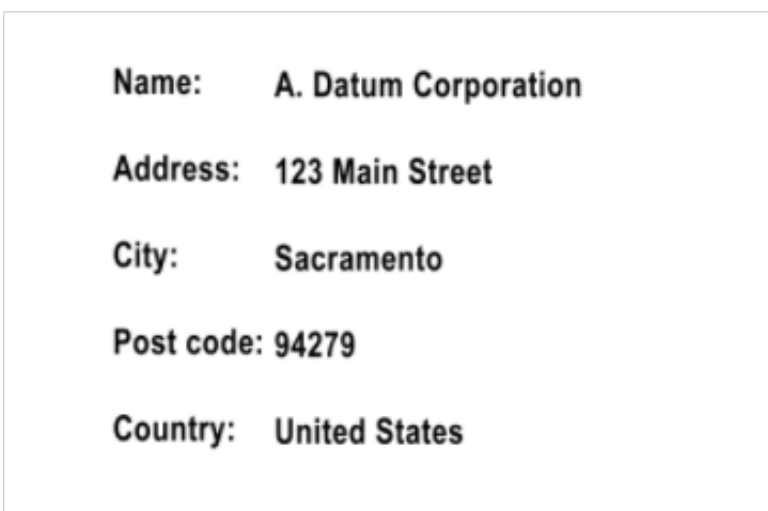 Name: A. Datum Corporation
Address: 123 Main Street
City: Sacramento
Post code: 94279
Country: United States